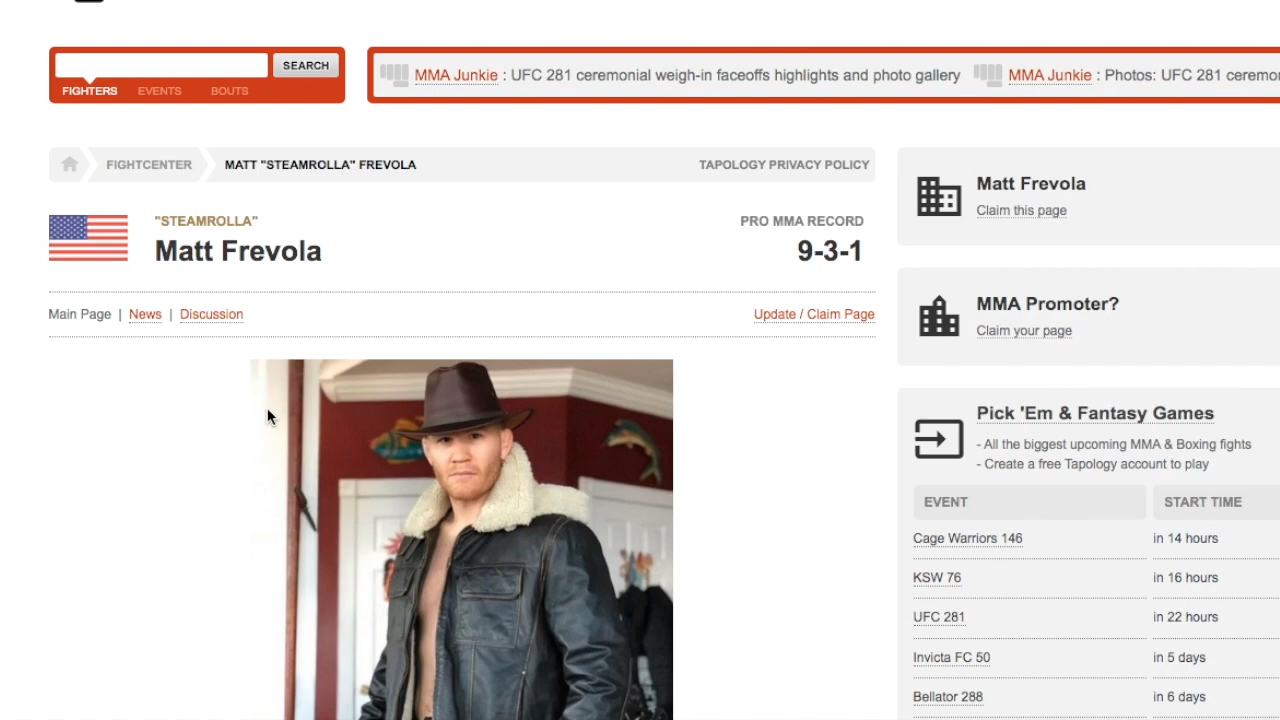 SEARCH
FIGHTERS EVENTS BOUTS
MMA Junkie : UFC 281 ceremonial weigh-in faceoffs highlights and photo gallery MMA Junkie : Photos: UFC 281
FIGHTCENTER MATT "STEAMROLLA" FREVOLA TAPOLOGY PRIVACY POLICY
"STEAMROLLA" PRO MMA RECORD
Matt Frevola 9-3-1
Main Page | News | Discussion Update / Claim Page
Matt Frevola
Claim this page
MMA Promoter?
Claim your page
Pick 'Em & Fantasy Games
- All the biggest upcoming MMA & Boxing fights
- Create a free Tapology account to play
EVENT START TIME
Cage Warriors 146 in 14 hours
KSW 76 in 16 hours
UFC 281 in 22 hours
Invicta FC 50 in 5 days
Bellator 288 in 6 days